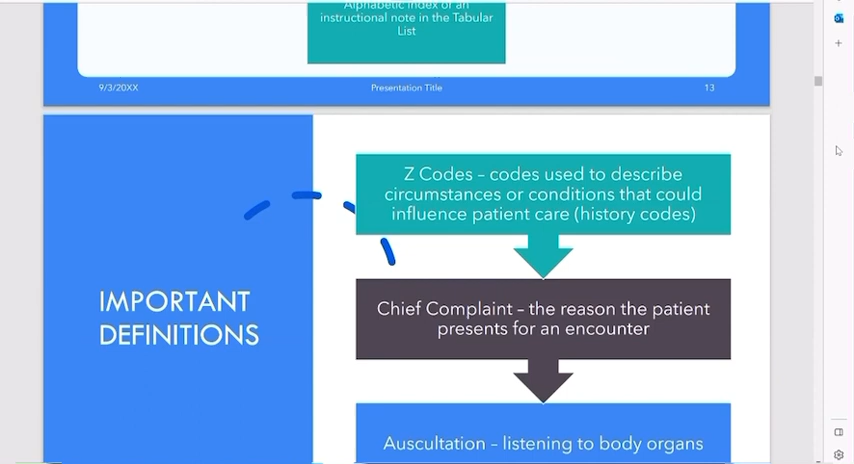 Alphabetic Index or an
instructional note in the Tabular
List
9/3/20XX
Presentation Title
13
IMPORTANT
DEFINITIONS
Z Codes – codes used to describe
circumstances or conditions that could
influence patient care (history codes)
Chief Complaint – the reason the patient
presents for an encounter
Auscultation – listening to body organs